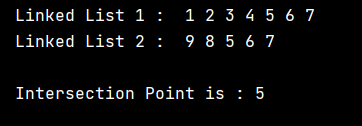 Linked List 1 :  1 2 3 4 5 6 7
Linked List 2 :  9 8 5 6 7
Intersection Point is : 5